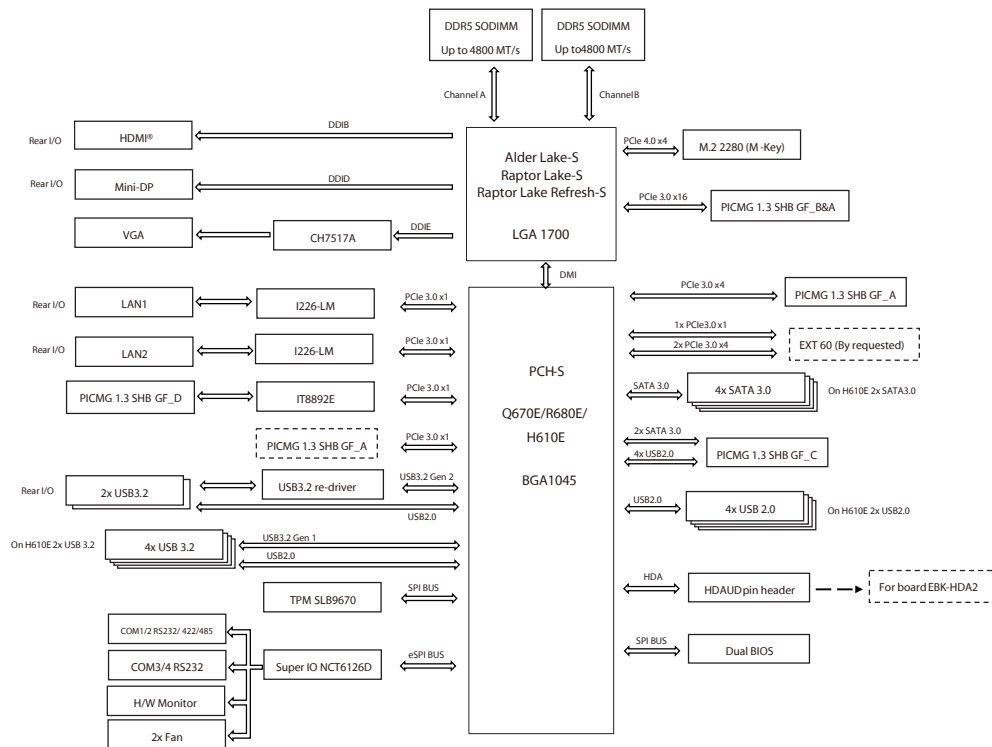 DDR5 SODIMM
Up to 4800 MT/s
DDR5 SODIMM
Up to4800 MT/s
Channel A
Channel B
Rear I/O
HDMI®
DDIB
Rear I/O
Mini-DP
DDID
VGA
CH7517A
DDIE
Alder Lake-S
Raptor Lake-S
Raptor Lake Refresh-S
LGA 1700
PCIe 4.0 x4
M.2 2280 (M -Key)
PCIe 3.0 x16
PICMG 1.3 SHB GF_B&A
DMI
Rear I/O
LAN1
I226-LM
PCIe 3.0 x1
Rear I/O
LAN2
I226-LM
PCIe 3.0 x1
PICMG 1.3 SHB GF_D
IT8892E
PCIe 3.0 x1
PICMG 1.3 SHB GF_A
PCIe 3.0 x1
Rear I/O
2x USB3.2
USB3.2 re-driver
USB3.2 Gen 2
USB2.0
On H610E 2x USB 3.2
4x USB 3.2
USB3.2 Gen 1
USB2.0
TPM SLB9670
SPI BUS
COM1/2 RS232/ 422/485
COM3/4 RS232
H/W Monitor
2x Fan
Super IO NCT6126D
eSPI BUS
PCH-S
Q670E/R680E/
H610E
BGA1045
PCIe 3.0 x4
PICMG 1.3 SHB GF_A
1x PCIe3.0 x1
2x PCIe 3.0 x4
EXT 60 (By requested)
SATA 3.0
4x SATA 3.0
On H610E 2x SATA3.0
2x SATA 3.0
4x USB2.0
PICMG 1.3 SHB GF_C
USB2.0
4x USB 2.0
On H610E 2x USB2.0
HDA
HDAUD pin header
For board EBK-HDA2
SPI BUS
Dual BIOS